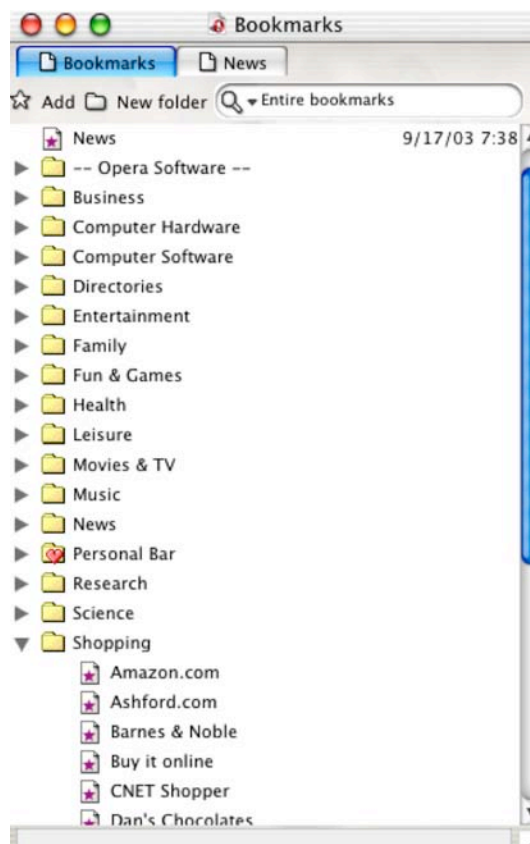 Bookmarks
Bookmarks News
Add New folder Entire bookmarks
News 9/17/03 7:38
-- Opera Software --
Business
Computer Hardware
Computer Software
Directories
Entertainment
Family
Fun & Games
Health
Leisure
Movies & TV
Music
News
Personal Bar
Research
Science
Shopping
Amazon.com
Ashford.com
Barnes & Noble
Buy it online
CNET Shopper
Dan's Chocolates